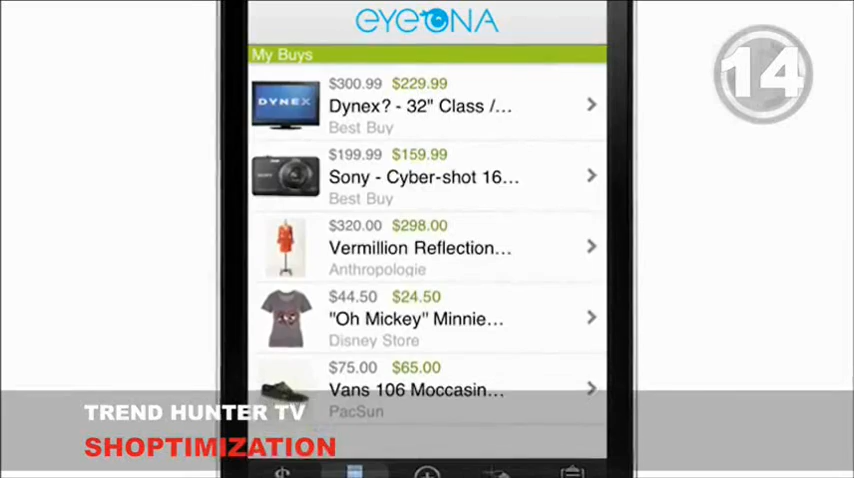 EYEONA
14
My Buys
$300.99 $229.99
DYNEX
Dynex? - 32" Class /...
Best Buy
$199.99 $159.99
Sony - Cyber-shot 16...
Best Buy
$320.00 $298.00
Vermillion Reflection...
Anthropologie
$44.50 $24.50
"Oh Mickey" Minnie...
Disney Store
$75.00 $65.00
Vans 106 Moccasin...
PacSun
TREND HUNTER TV
SHOPTIMIZATION